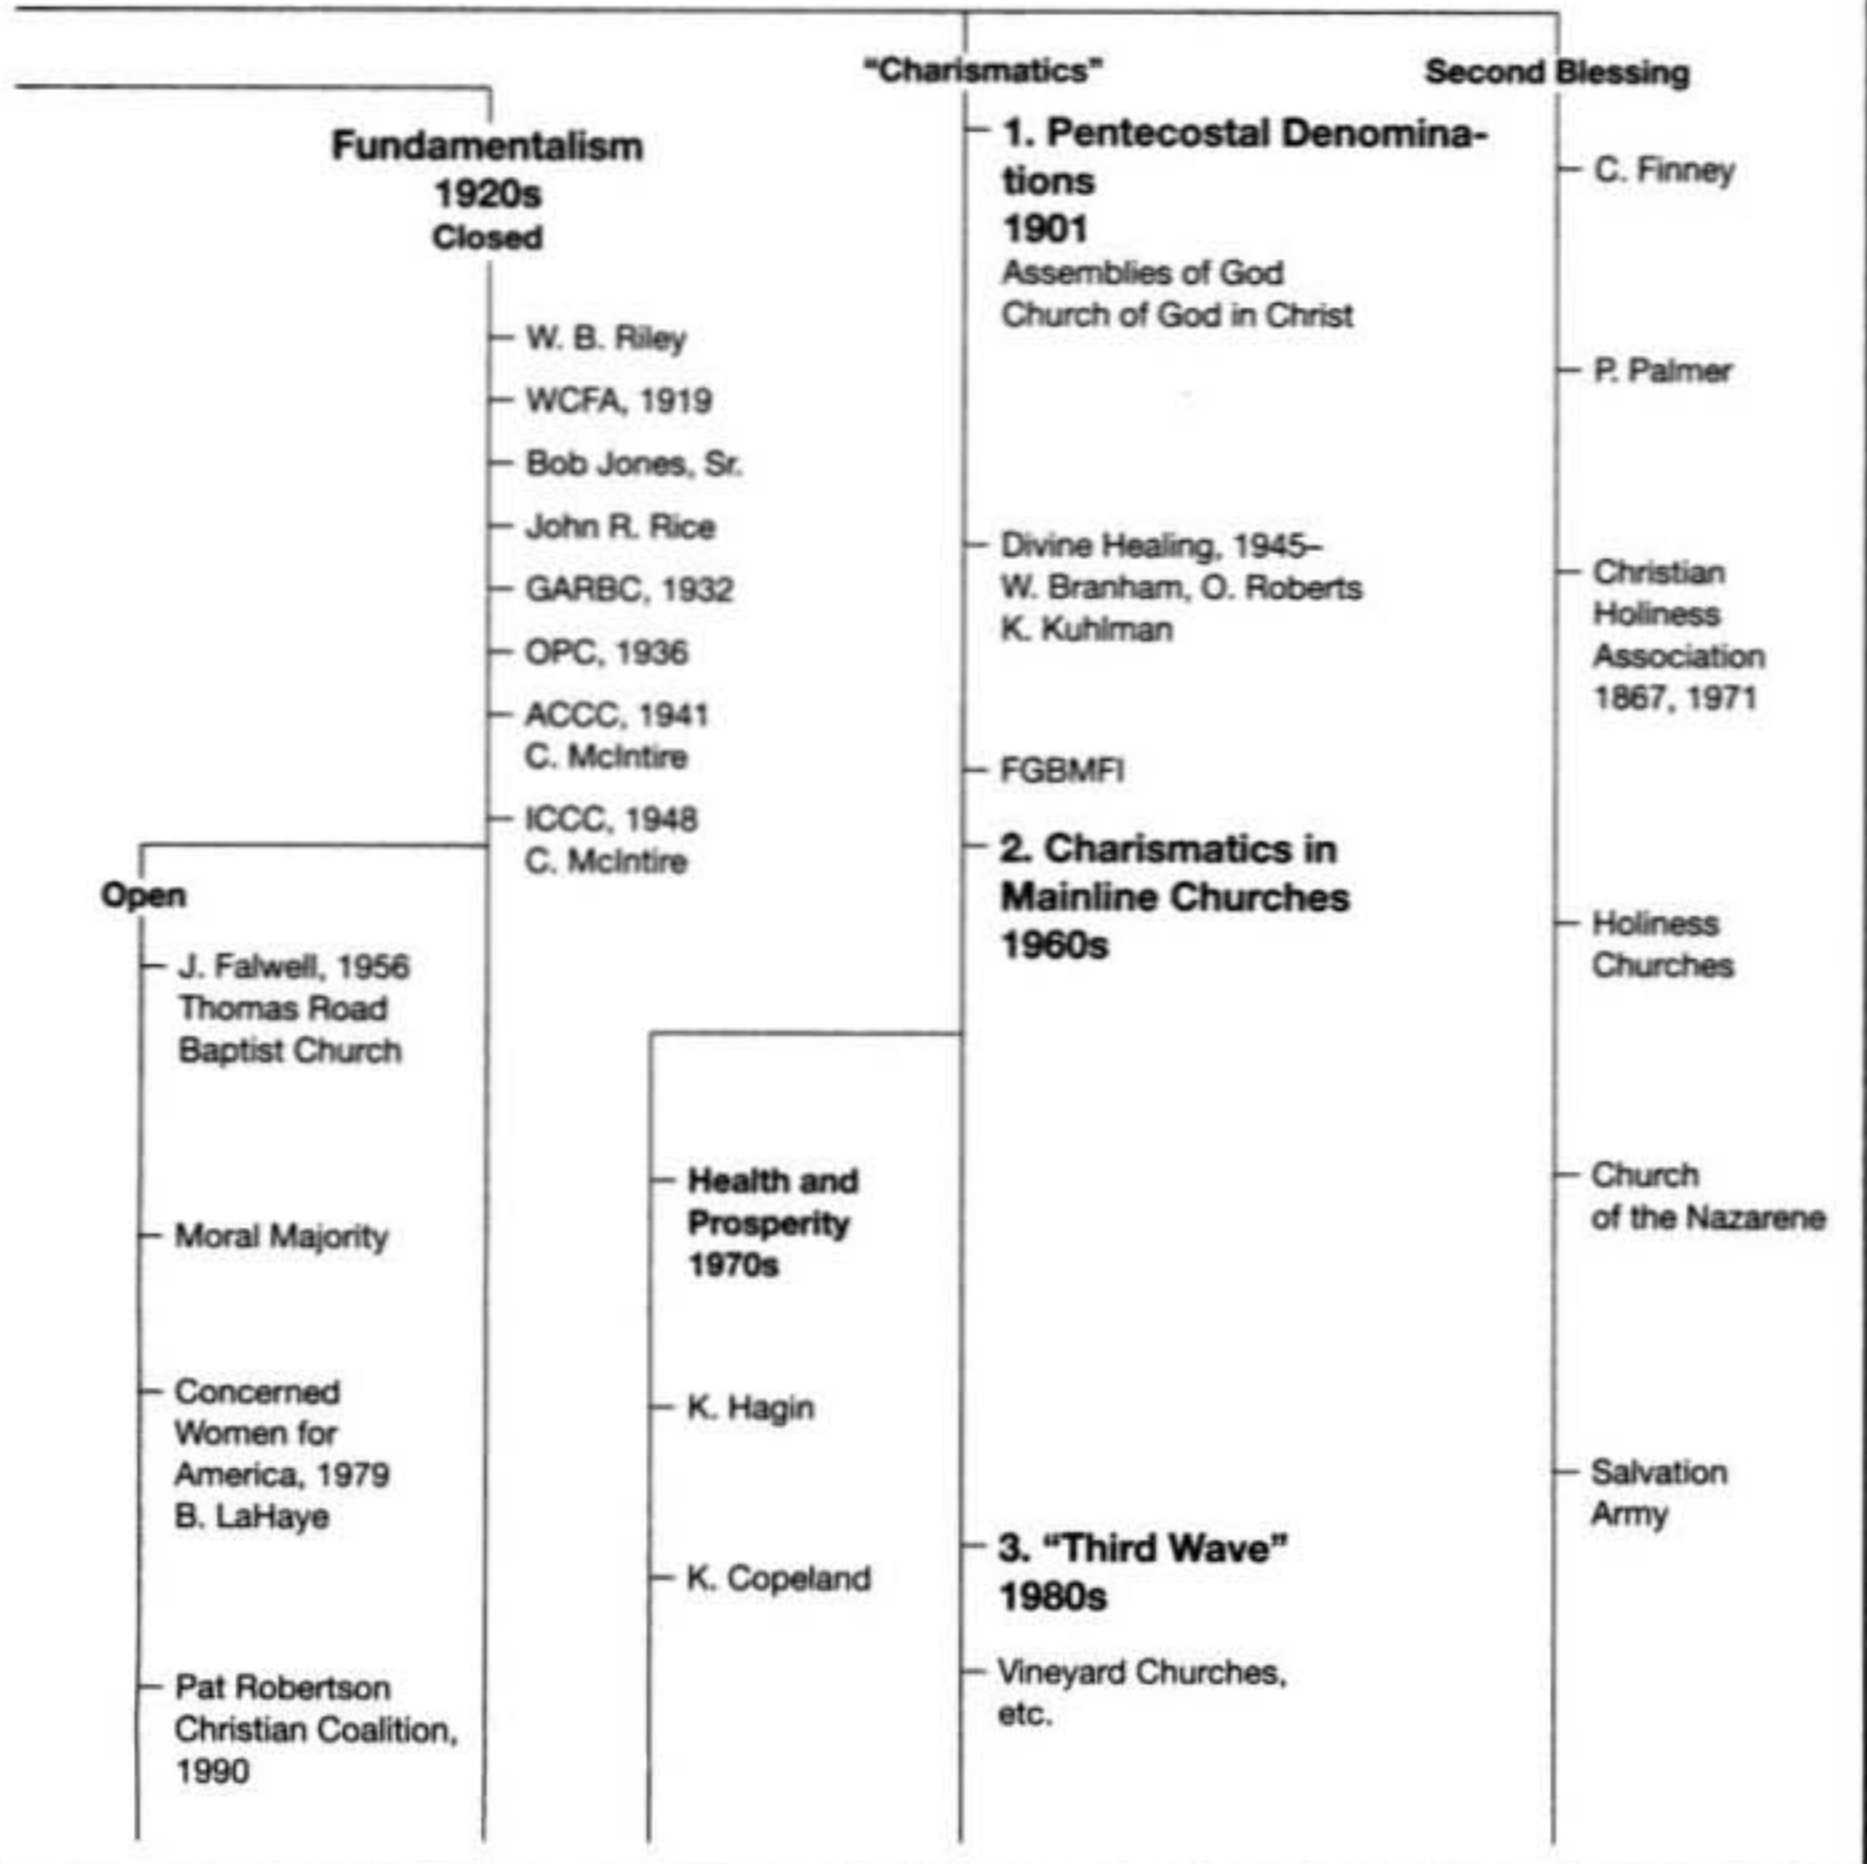 "Charismatics"
Second Blessing
Fundamentalism
1920s
Closed
W. B. Riley
WCFA, 1919
Bob Jones, Sr.
John R. Rice
GARBC, 1932
OPC, 1936
ACCC, 1941
C. McIntire
ICCC, 1948
C. McIntire
Open
J. Falwell, 1956
Thomas Road
Baptist Church
Moral Majority
Concerned
Women for
America, 1979
B. LaHaye
Pat Robertson
Christian Coalition,
1990
1. Pentecostal Denomina-
tions
1901
Assemblies of God
Church of God in Christ
Divine Healing, 1945–
W. Branham, O. Roberts
K. Kuhlman
FGBMFI
2. Charismatics in
Mainline Churches
1960s
Health and
Prosperity
1970s
K. Hagin
K. Copeland
3. “Third Wave”
1980s
Vineyard Churches,
etc.
C. Finney
P. Palmer
Christian
Holiness
Association
1867, 1971
Holiness
Churches
Church
of the Nazarene
Salvation
Army